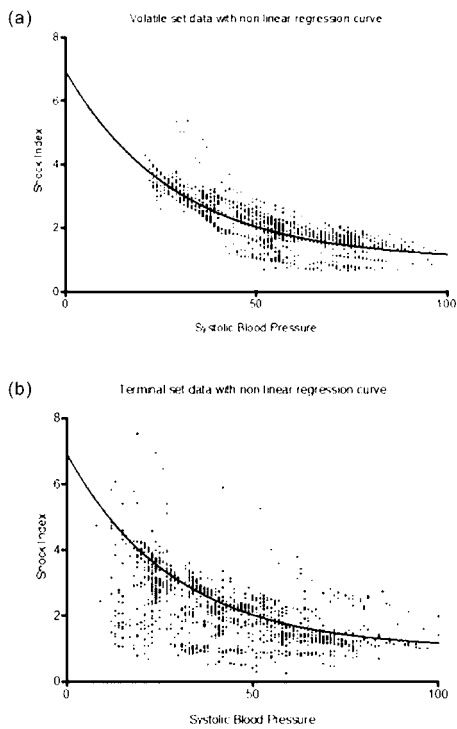 (a)
Volatile set data with non linear regression curve
8
6
4
2
0
Shock Index
0
50
100
Systolic Blood Pressure
(b)
Terminal set data with non linear regression curve
8
6
4
2
0
Shock Index
0
50
100
Systolic Blood Pressure